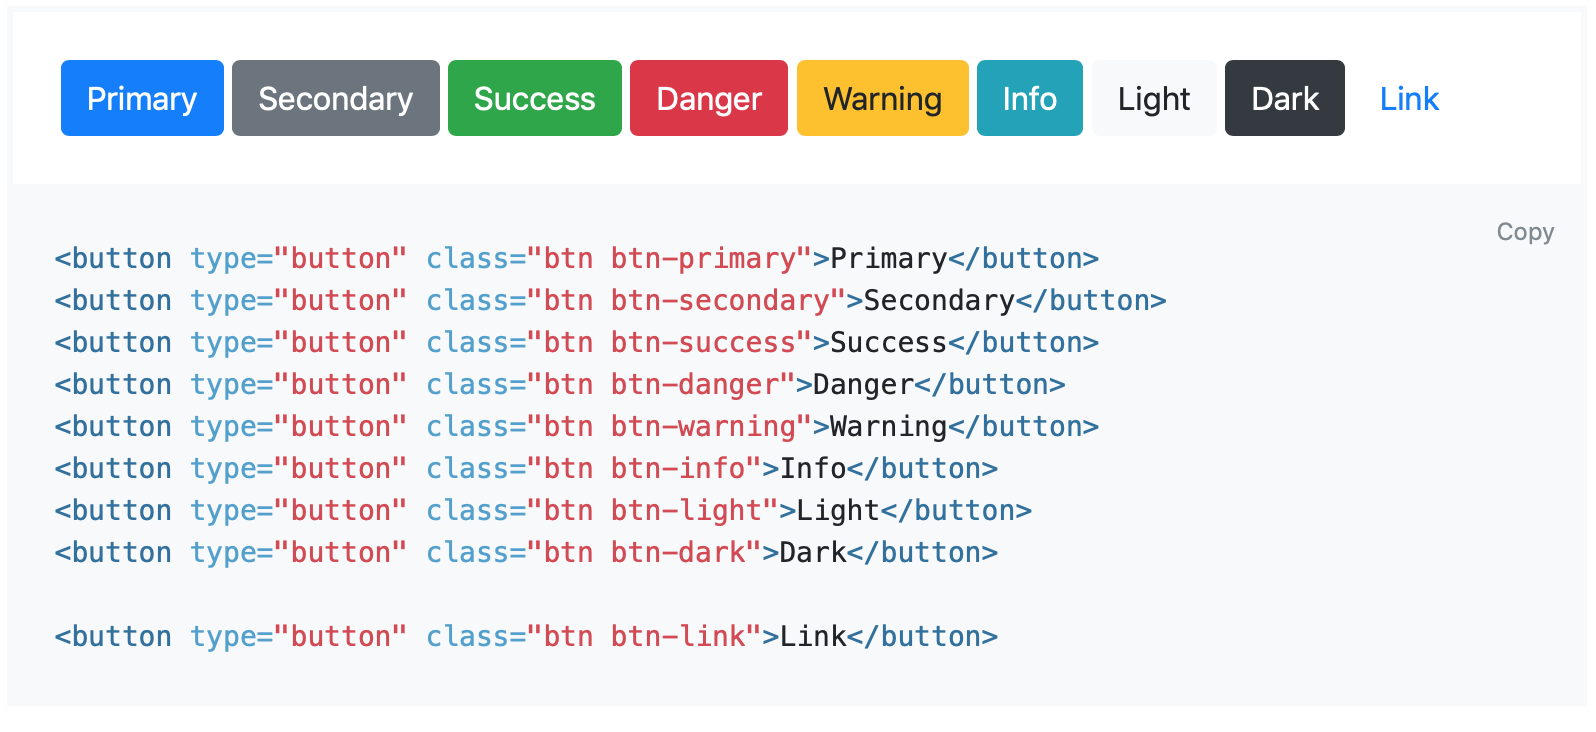 Primary Secondary Success Danger Warning Info Light Dark Link
Copy
<button type="button" class="btn btn-primary">Primary</button>
<button type="button" class="btn btn-secondary">Secondary</button>
<button type="button" class="btn btn-success">Success</button>
<button type="button" class="btn btn-danger">Danger</button>
<button type="button" class="btn btn-warning">Warning</button>
<button type="button" class="btn btn-info">Info</button>
<button type="button" class="btn btn-light">Light</button>
<button type="button" class="btn btn-dark">Dark</button>
<button type="button" class="btn btn-link">Link</button>